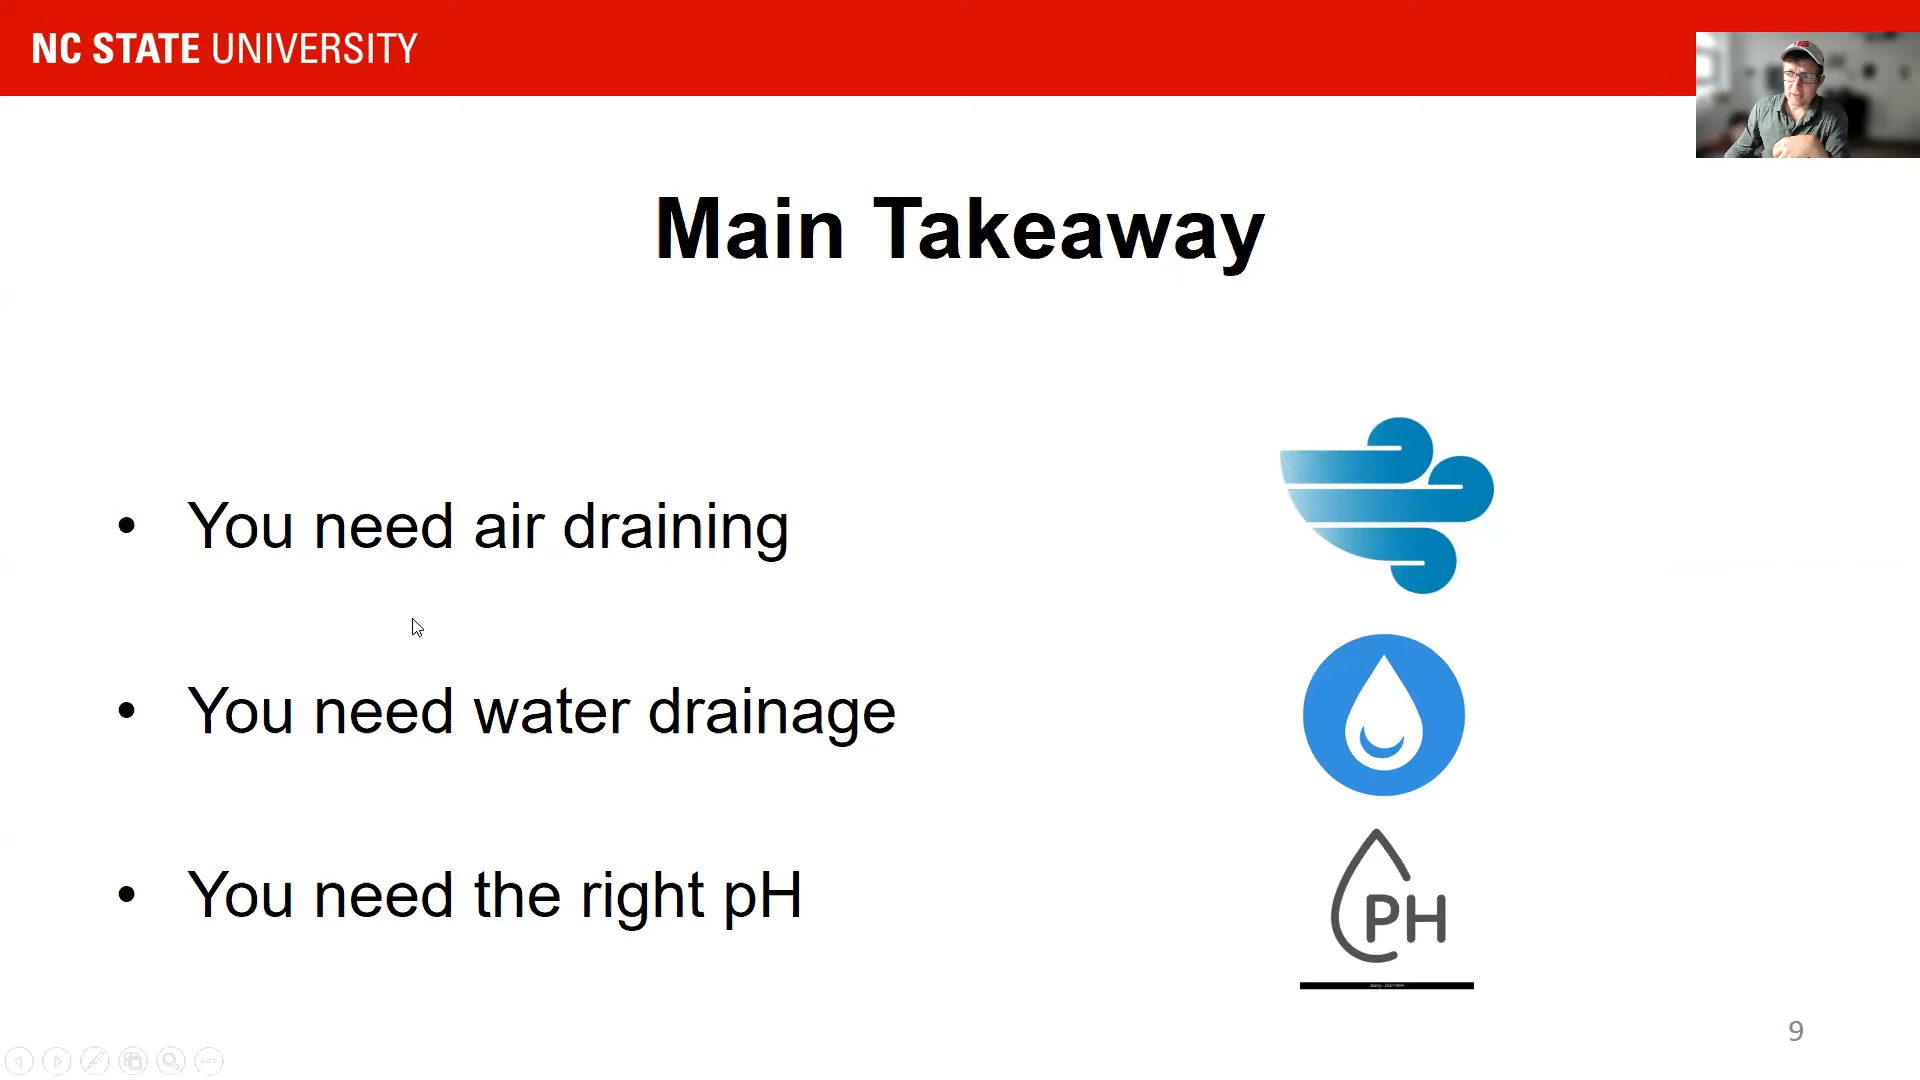 NC STATE UNIVERSITY
Main Takeaway
• You need air draining
• You need water drainage
• You need the right pH
PH
9